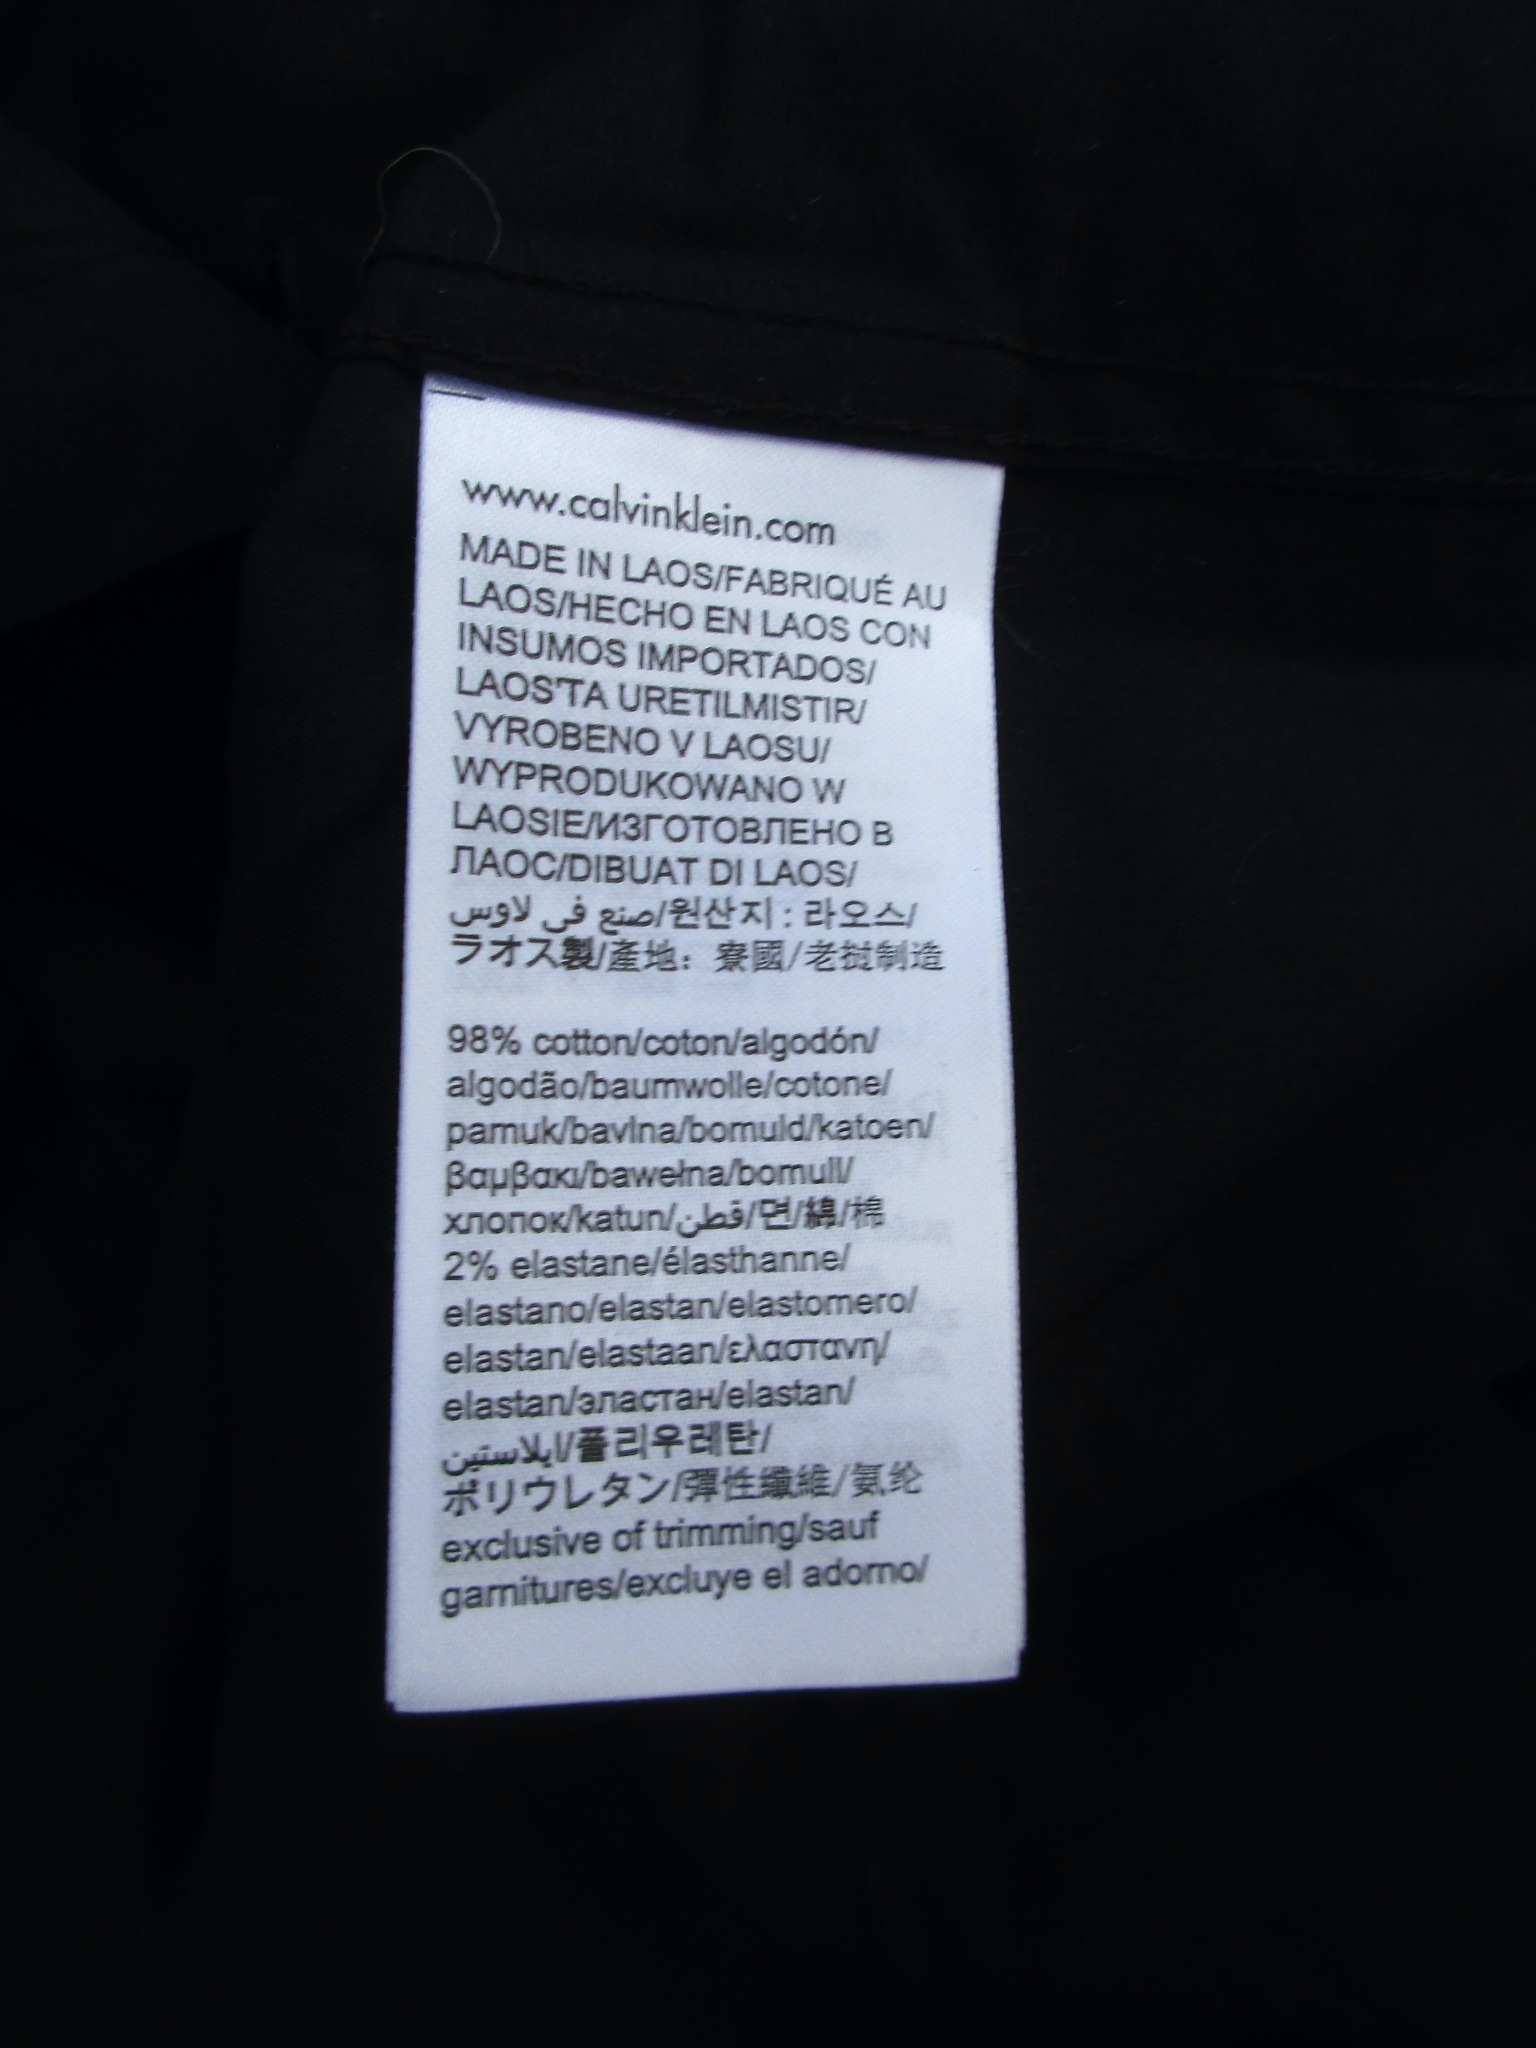 www.calvinklein.com
MADE IN LAOS/FABRIQUÉ AU
LAOS/HECHO EN LAOS CON
INSUMOS IMPORTADOS/
LAOS'TA URETILMISTIR/
VYROBENO V LAOSU/
WYPRODUKOWANO W
LAOSIE/ИЗГОТОВЛЕНО В
ЛАОС/DIBUAT DI LAOS/
صنع في لاوس/원산지 : 라오스/
ラオス製/產地：寮國/老挝制造
98% cotton/coton/algodón/
algodão/baumwolle/cotone/
pamuk/bavlna/bomuld/katoen/
βαμβακι/bawełna/bomull/
хлопок/katun/قطن/면/綿/棉
2% elastane/élasthanne/
elastano/elastan/elastomero/
elastan/elastaan/ελαστανη/
elastan/эластан/elastan/
ايلاستين/폴리우레탄/
ポリウレタン/彈性纖維/氨纶
exclusive of trimming/sauf
garnitures/excluye el adorno/